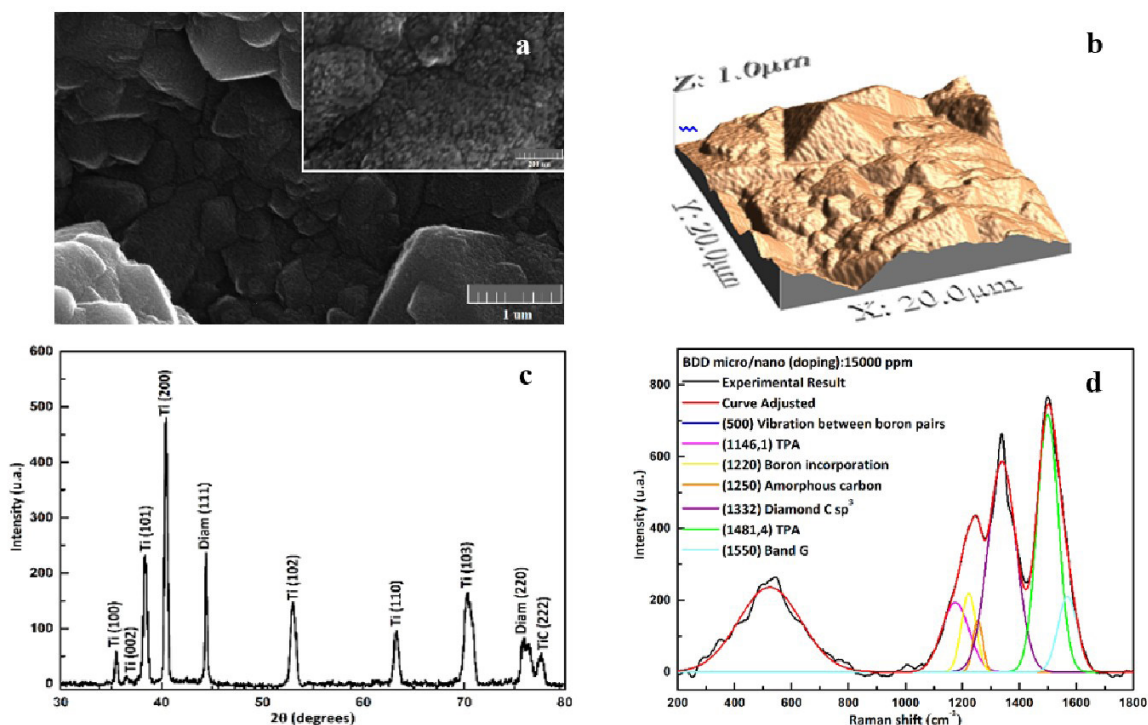 a
200 nm
1 um
b
Z: 1.0µm
Y: 20.0µm
X: 20.0µm
c
600
500
400
300
200
100
0
Intensity (u.a.)
Ti (100)
Ti (002)
Ti (101)
Ti (200)
Diam (111)
Ti (102)
Ti (110)
Ti (103)
Diam (220)
TiC (222)
30 40 50 60 70 80
2θ (degrees)
d
BDD micro/nano (doping):15000 ppm
Experimental Result
Curve Adjusted
(500) Vibration between boron pairs
(1146,1) TPA
(1220) Boron incorporation
(1250) Amorphous carbon
(1332) Diamond C sp³
(1481,4) TPA
(1550) Band G
800
600
400
200
0
Intensity (u.a.)
200 400 600 800 1000 1200 1400 1600 1800
Raman shift (cm⁻¹)